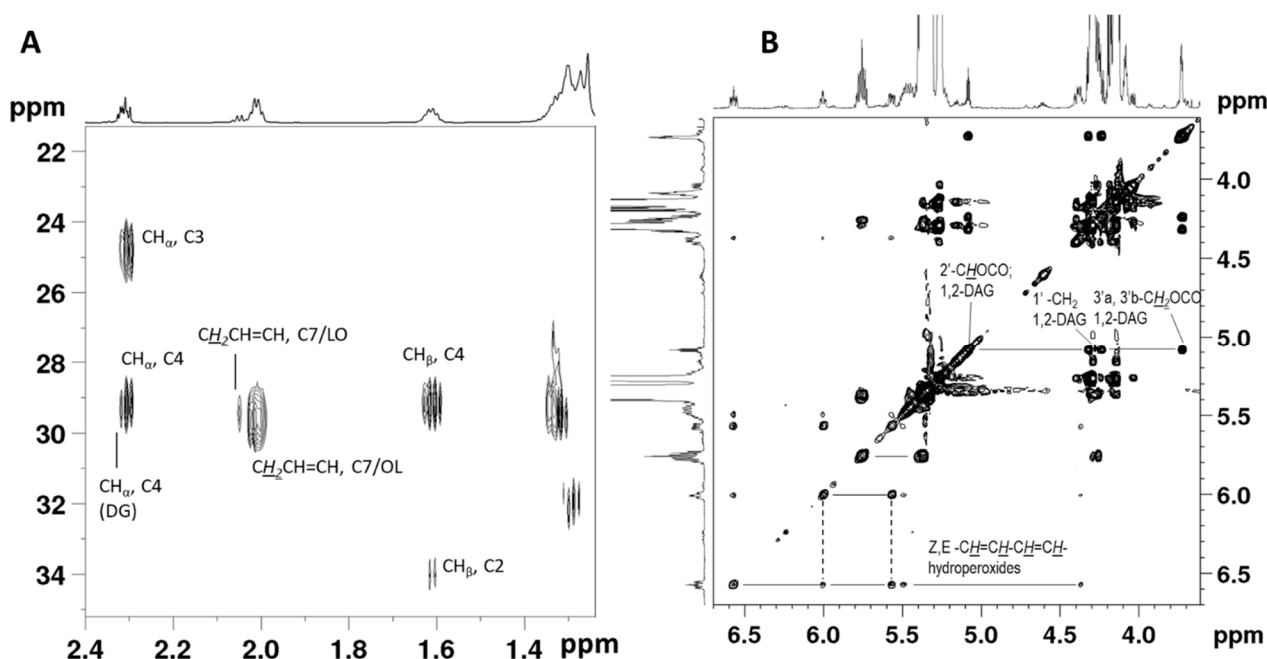 A
ppm
22
24
26
28
30
32
34
CHα, C3
CHα, C4
CH2CH=CH, C7/LO
CHβ, C4
CH2CH=CH, C7/OL
CHα, C4
(DG)
CHβ, C2
2.4 2.2 2.0 1.8 1.6 1.4 ppm
B
ppm
4.0
4.5
5.0
5.5
6.0
6.5
2'-CHOCO;
1,2-DAG
1' -CH2
1,2-DAG
3'a, 3'b-CH2OCO
1,2-DAG
Z,E -CH=CH-CH=CH-
hydroperoxides
6.5 6.0 5.5 5.0 4.5 4.0 ppm